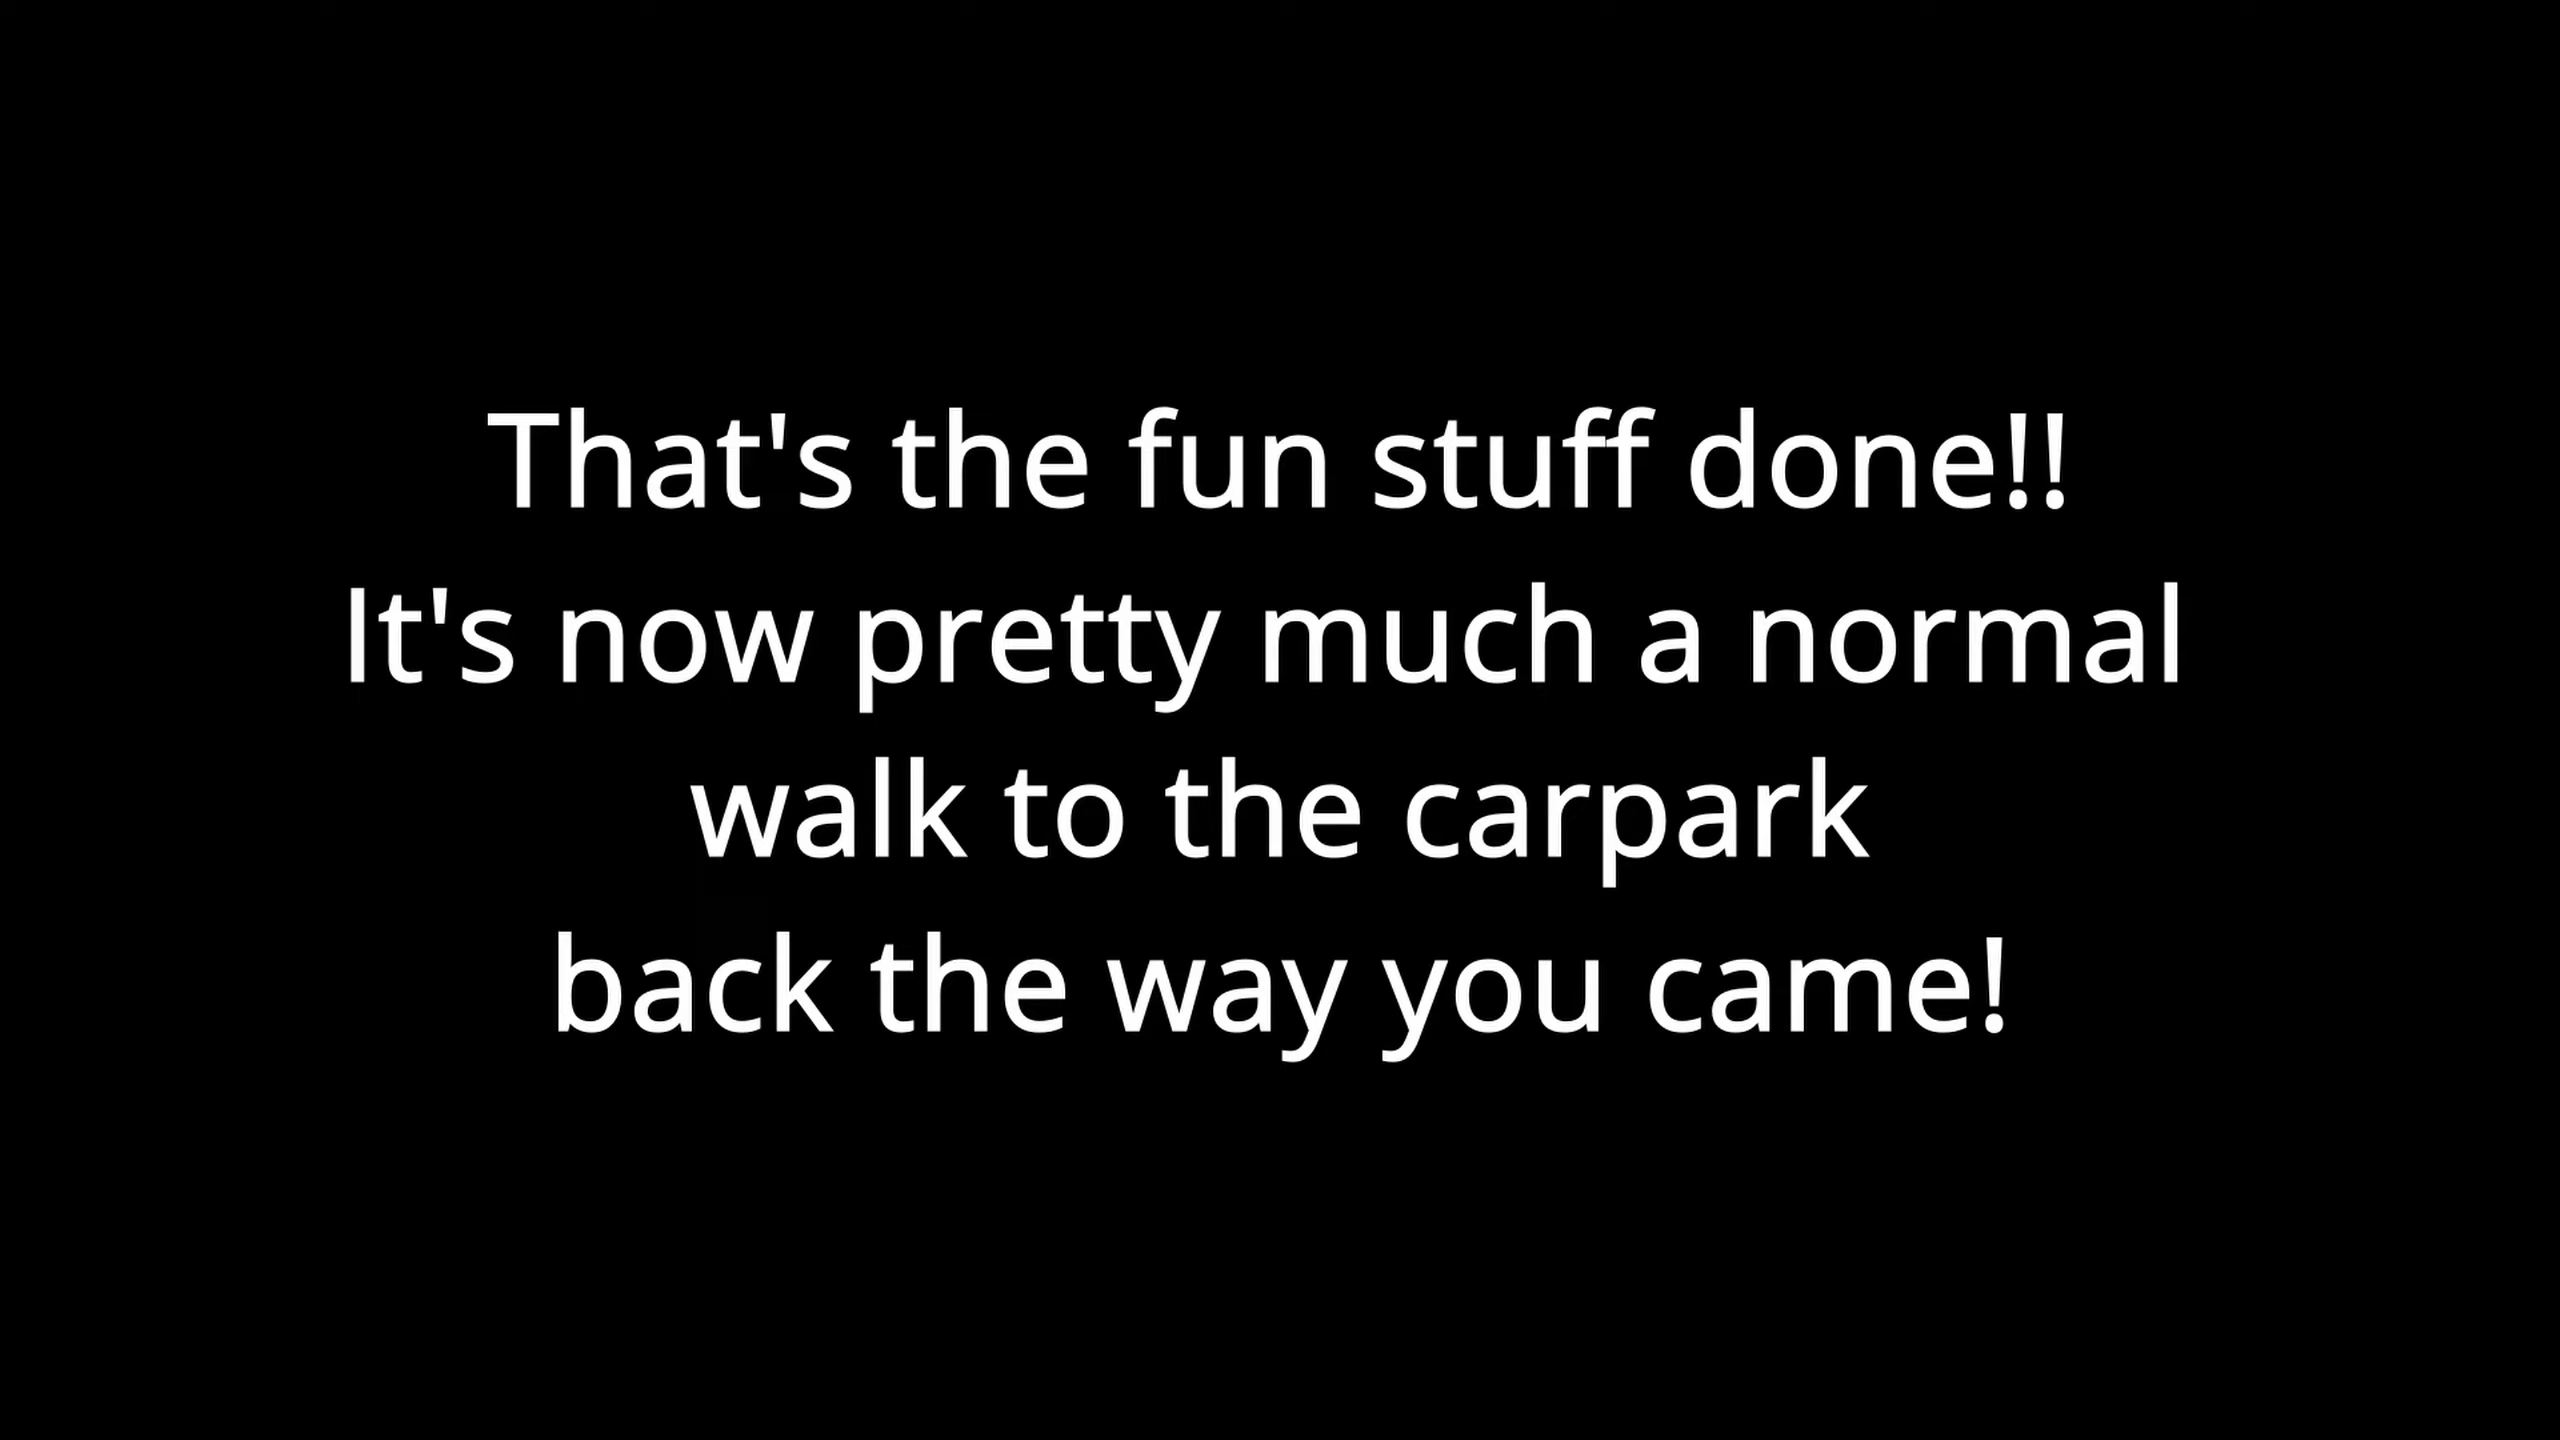 That's the fun stuff done!!
It's now pretty much a normal
walk to the carpark
back the way you came!